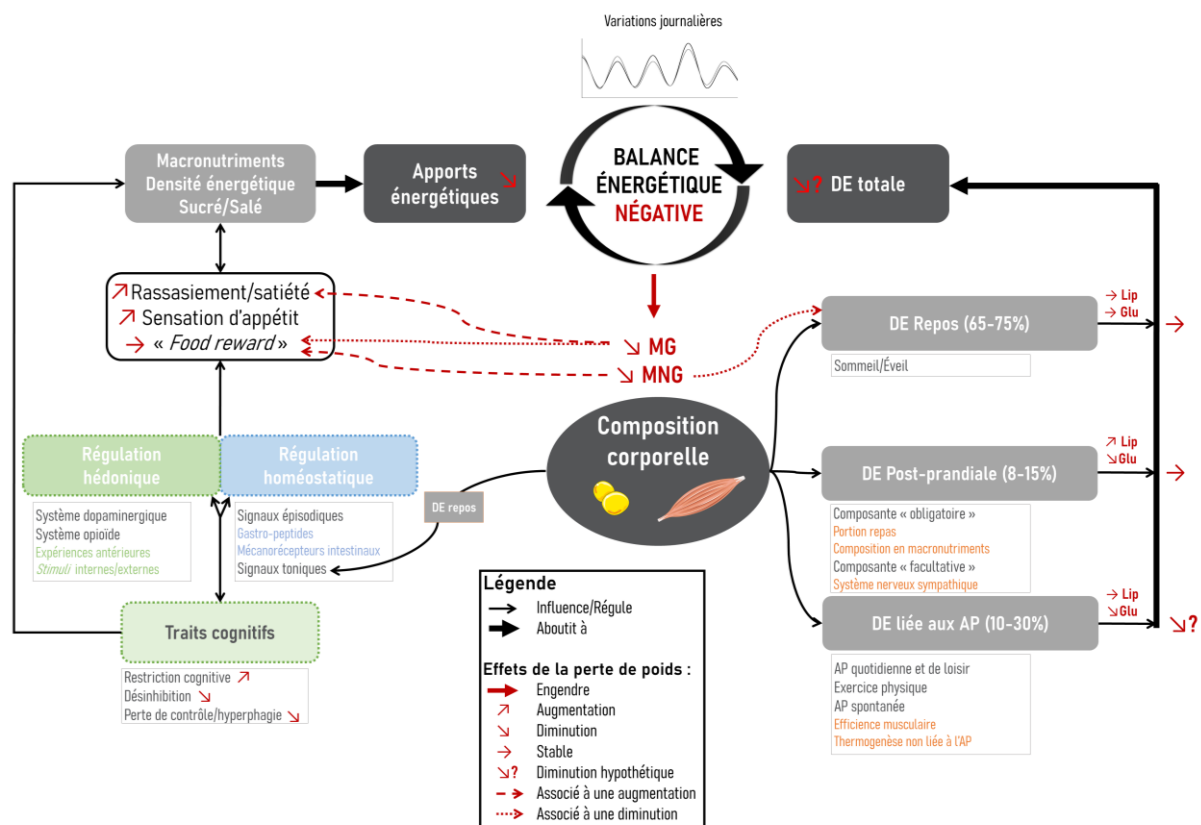 Variations journalières
Macronutriments
Densité énergétique
Sucré/Salé
Apports
énergétiques ↘
BALANCE
ÉNERGÉTIQUE
NÉGATIVE
↘? DE totale
↗ Rassasiement/satiété
↗ Sensation d'appétit
→ « Food reward »
↘ MG
↘ MNG
DE Repos (65-75%)
→ Lip
→ Glu
→
Sommeil/Éveil
Régulation
hédonique
Régulation
homéostatique
Système dopaminergique
Système opioïde
Expériences antérieures
Stimuli internes/externes
Signaux épisodiques
Gastro-peptides
Mécanorécepteurs intestinaux
Signaux toniques
DE repos
Composition
corporelle
DE Post-prandiale (8-15%)
↗ Lip
↘ Glu
→
Composante « obligatoire »
Portion repas
Composition en macronutriments
Composante « facultative »
Système nerveux sympathique
Traits cognitifs
Restriction cognitive ↗
Désinhibition ↘
Perte de contrôle/hyperphagie ↘
DE liée aux AP (10-30%)
→ Lip
↘ Glu
↘?
AP quotidienne et de loisir
Exercice physique
AP spontanée
Efficience musculaire
Thermogenèse non liée à l'AP
Légende
Influence/Régule
Aboutit à
Effets de la perte de poids :
Engendre
↗ Augmentation
↘ Diminution
→ Stable
↘? Diminution hypothétique
Associé à une augmentation
Associé à une diminution